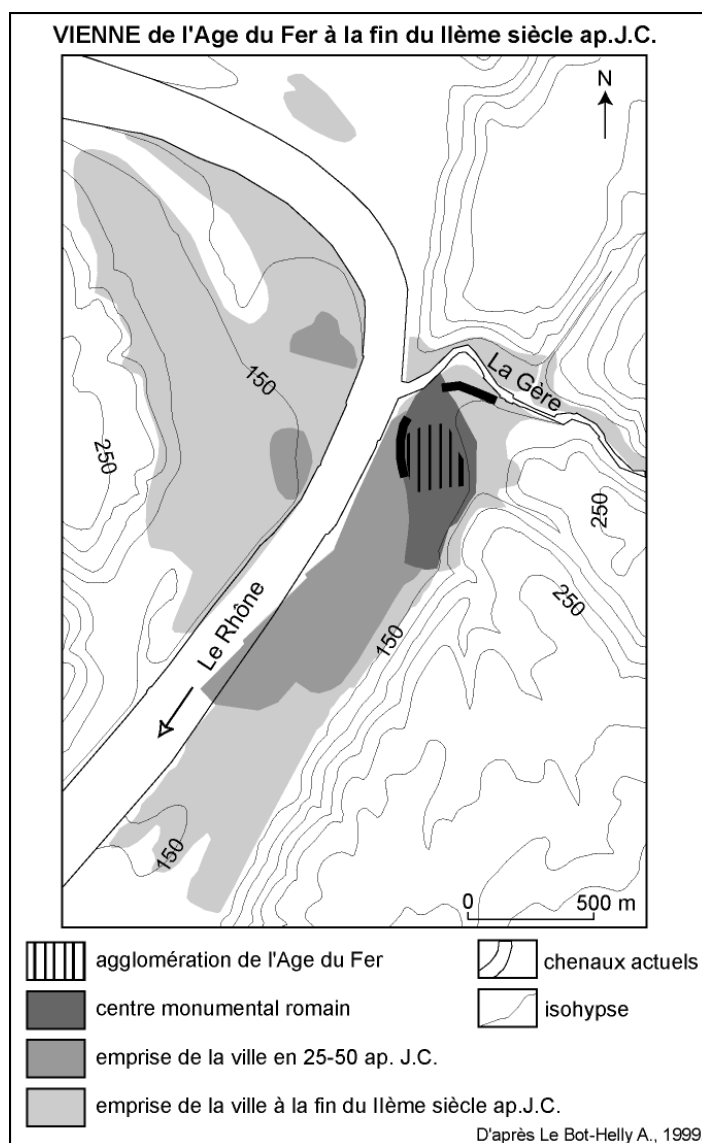 VIENNE de l'Age du Fer à la fin du IIème siècle ap.J.C.
N
La Gère
150
250
250
250
Le Rhône
150
150
0 500 m
agglomération de l'Age du Fer
chenaux actuels
centre monumental romain
isohypse
emprise de la ville en 25-50 ap. J.C.
emprise de la ville à la fin du IIème siècle ap.J.C.
D'après Le Bot-Helly A., 1999